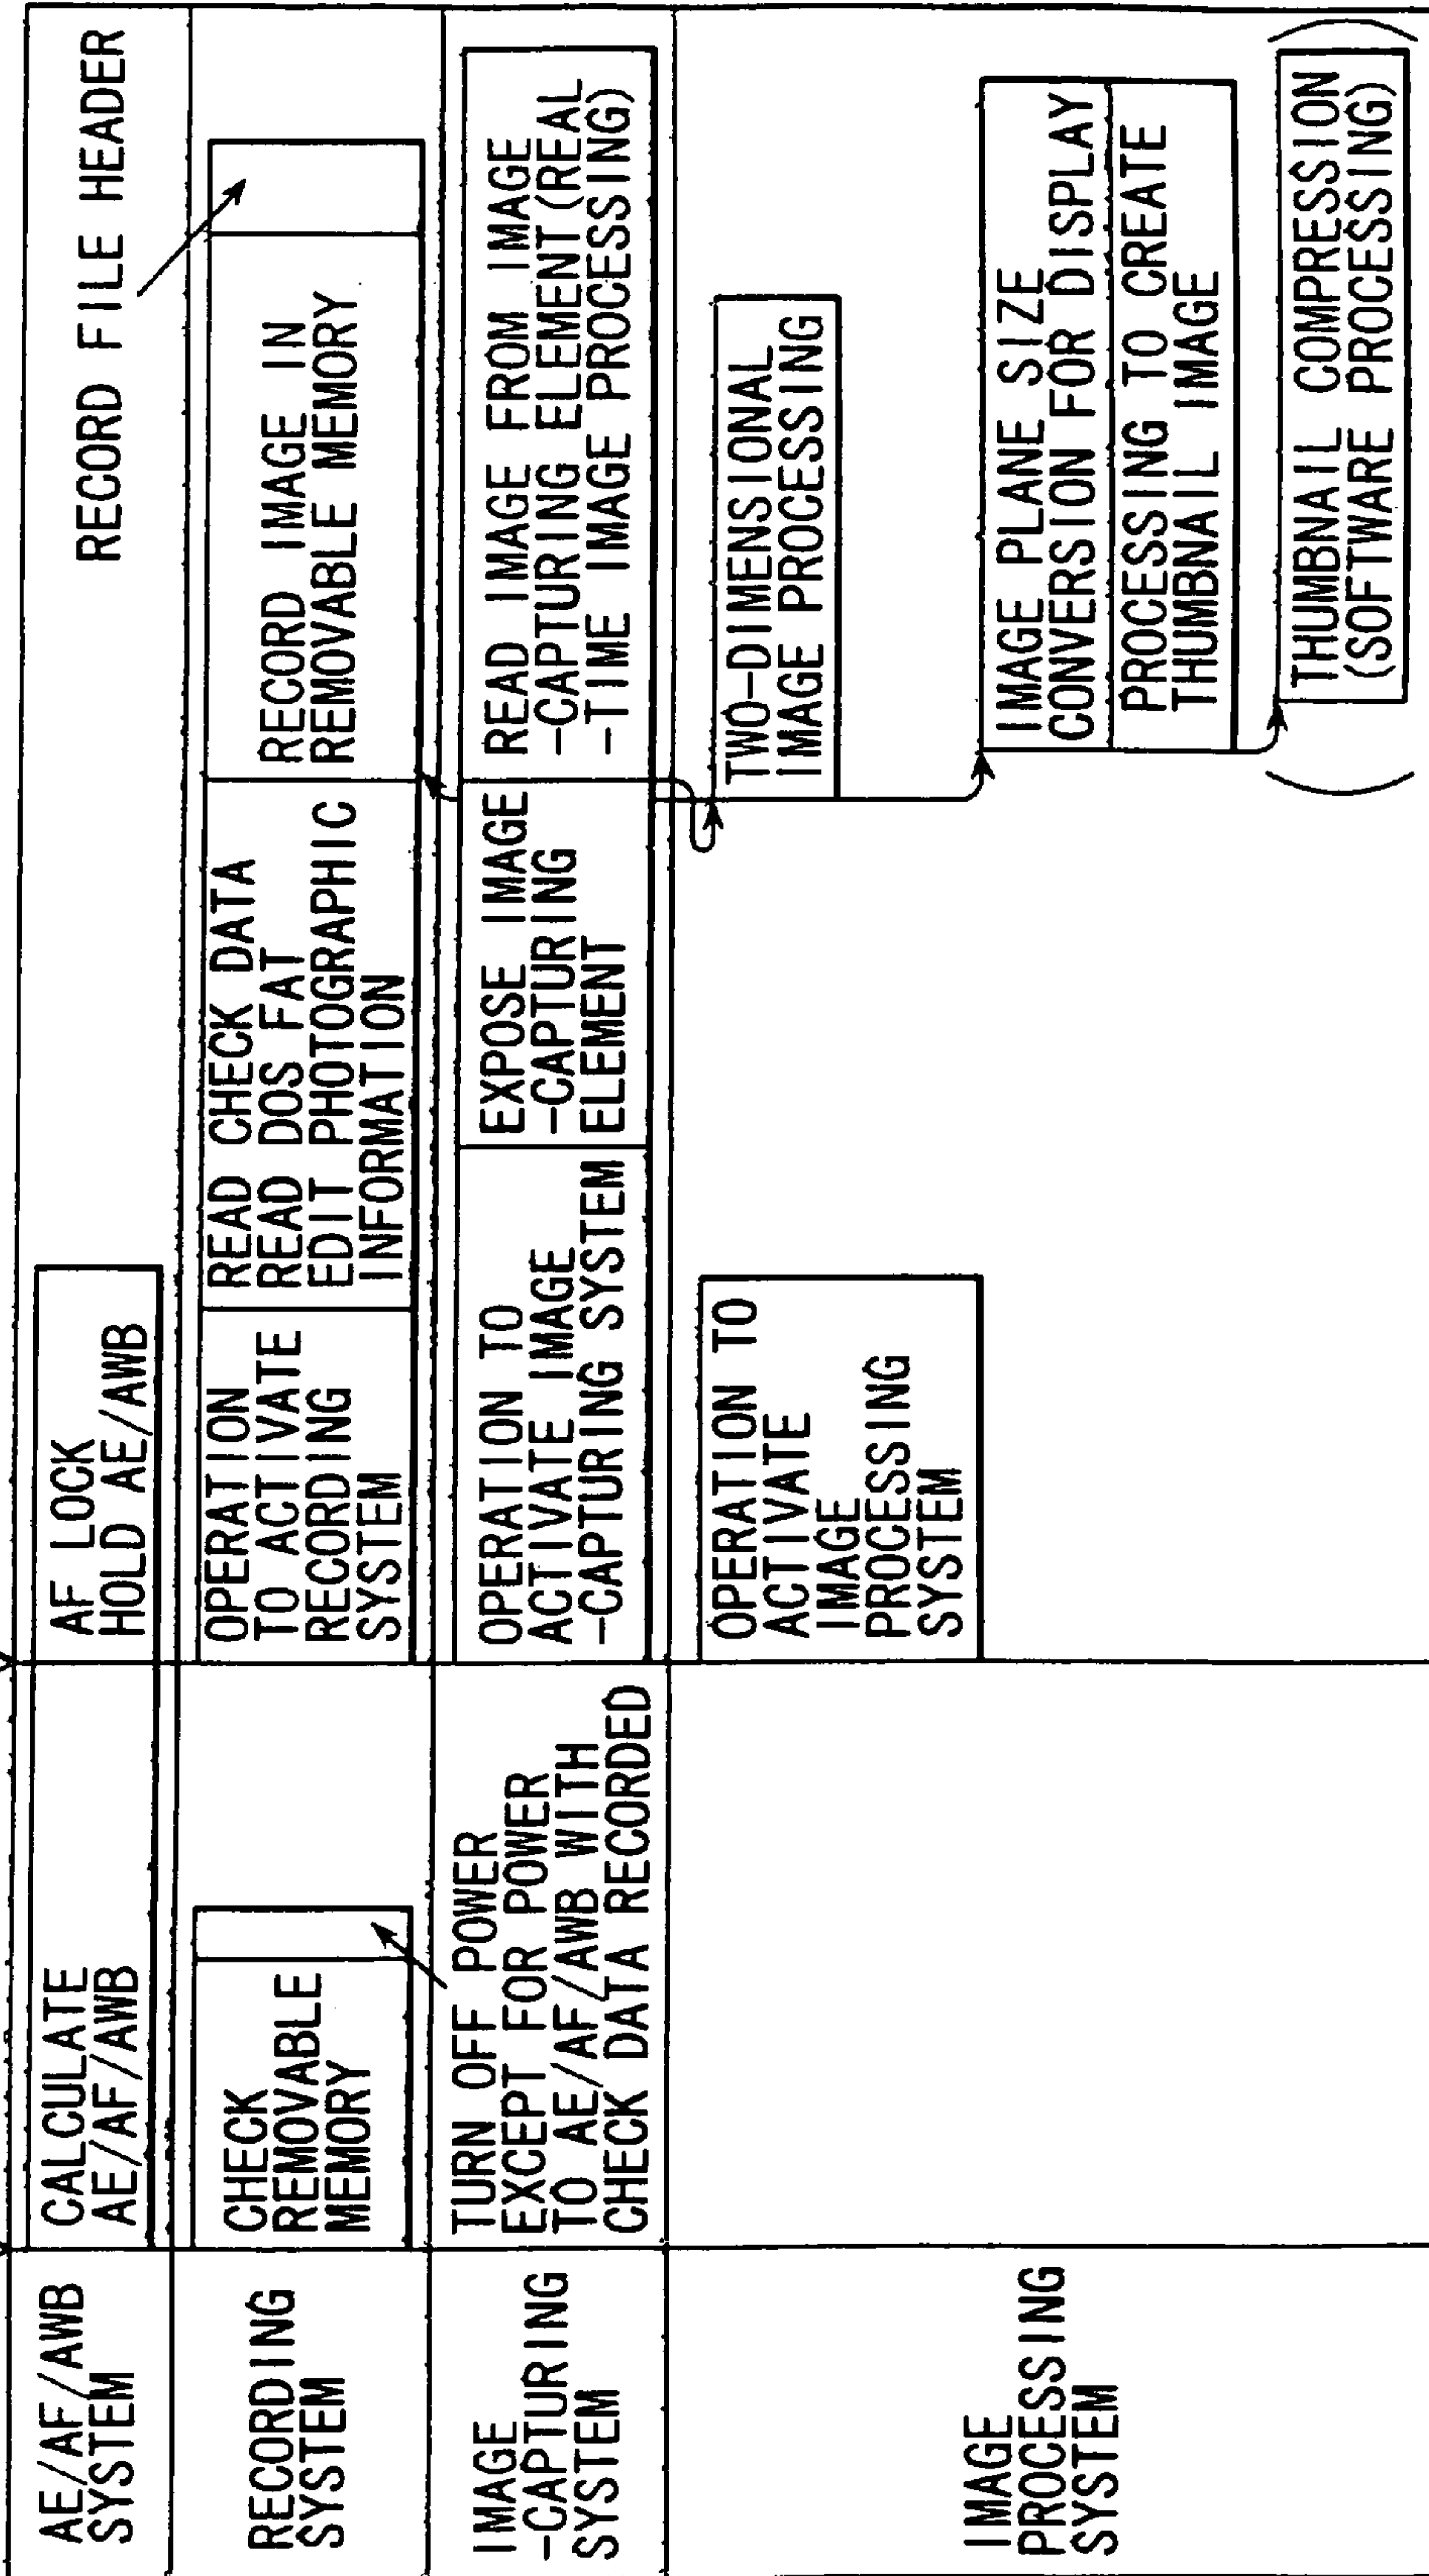 AE/AF/AWB
SYSTEM
CALCULATE
AE/AF/AWB
AF LOCK
HOLD AE/AWB
RECORD FILE HEADER
RECORDING
SYSTEM
CHECK
REMOVABLE
MEMORY
OPERATION
TO ACTIVATE
RECORDING
SYSTEM
READ CHECK DATA
READ DOS FAT
EDIT PHOTOGRAPHIC
INFORMATION
RECORD IMAGE IN
REMOVABLE MEMORY
IMAGE
-CAPTURING
SYSTEM
TURN OFF POWER
EXCEPT FOR POWER
TO AE/AF/AWB WITH
CHECK DATA RECORDED
OPERATION TO
ACTIVATE IMAGE
-CAPTURING SYSTEM
EXPOSE IMAGE
-CAPTURING
ELEMENT
READ IMAGE FROM IMAGE
-CAPTURING ELEMENT(REAL
-TIME IMAGE PROCESSING)
IMAGE
PROCESSING
SYSTEM
OPERATION TO
ACTIVATE
IMAGE
PROCESSING
SYSTEM
TWO-DIMENSIONAL
IMAGE PROCESSING
IMAGE PLANE SIZE
CONVERSION FOR DISPLAY
PROCESSING TO CREATE
THUMBNAIL IMAGE
(THUMBNAIL COMPRESSION
(SOFTWARE PROCESSING))